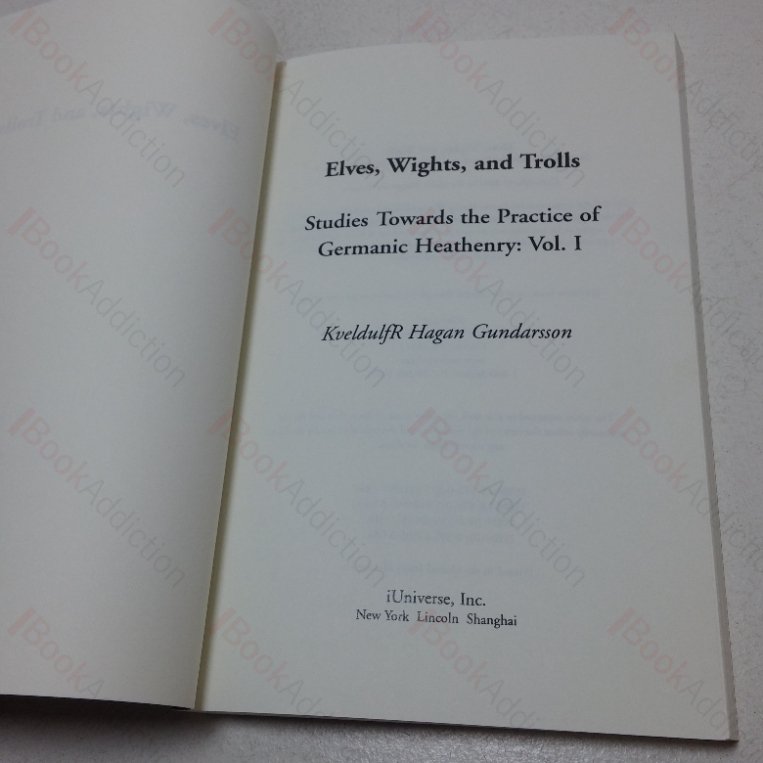 Elves, Wights, and Trolls
Studies Towards the Practice of
Germanic Heathenry: Vol. I
KveldulfR Hagan Gundarsson
iUniverse, Inc.
New York Lincoln Shanghai
BookAddiction